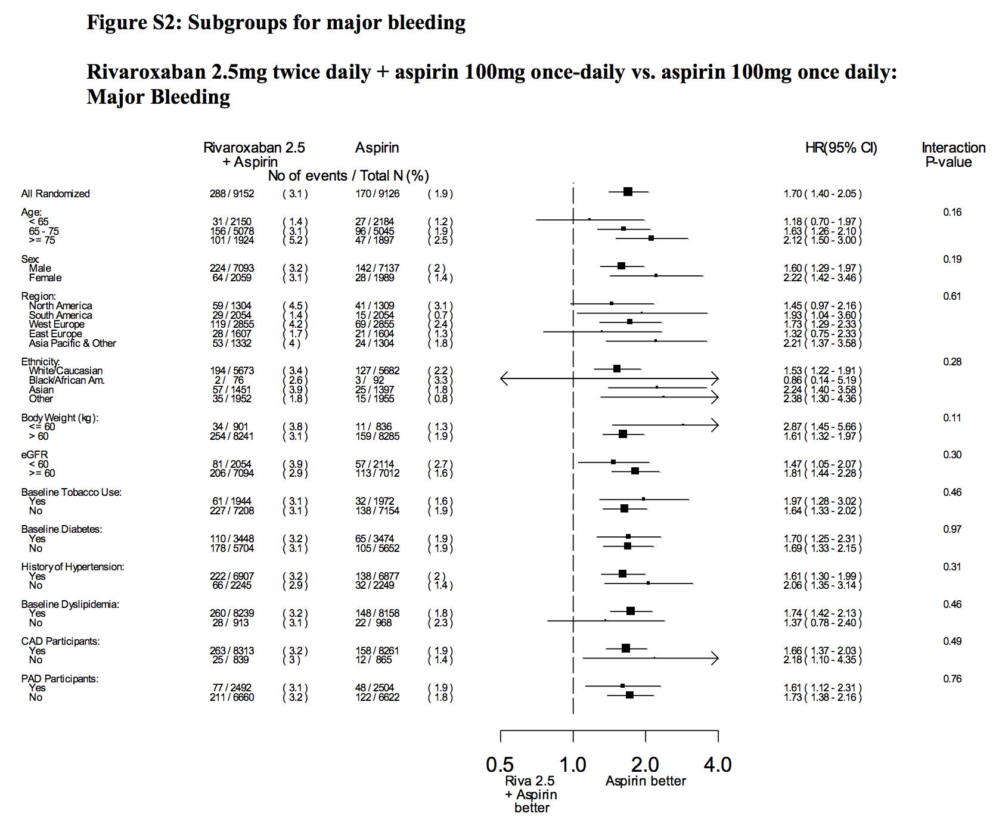 Figure S2: Subgroups for major bleeding
Rivaroxaban 2.5mg twice daily + aspirin 100mg once-daily vs. aspirin 100mg once daily:
Major Bleeding
Rivaroxaban 2.5 Aspirin HR(95% CI) Interaction
+ Aspirin P-value
No of events / Total N (%)
All Randomized 288 / 9152 ( 3.1 ) 170 / 9126 ( 1.9 ) 1.70 ( 1.40 - 2.05 )
Age: 0.16
< 65 31 / 2150 ( 1.4 ) 27 / 2184 ( 1.2 ) 1.18 ( 0.70 - 1.97 )
65 - 75 156 / 5078 ( 3.1 ) 96 / 5045 ( 1.9 ) 1.63 ( 1.26 - 2.10 )
>= 75 101 / 1924 ( 5.2 ) 47 / 1897 ( 2.5 ) 2.12 ( 1.50 - 3.00 )
Sex: 0.19
Male 224 / 7093 ( 3.2 ) 142 / 7137 ( 2 ) 1.60 ( 1.29 - 1.97 )
Female 64 / 2059 ( 3.1 ) 28 / 1989 ( 1.4 ) 2.22 ( 1.42 - 3.46 )
Region: 0.61
North America 59 / 1304 ( 4.5 ) 41 / 1309 ( 3.1 ) 1.45 ( 0.97 - 2.16 )
South America 29 / 2054 ( 1.4 ) 15 / 2054 ( 0.7 ) 1.93 ( 1.04 - 3.60 )
West Europe 119 / 2855 ( 4.2 ) 69 / 2855 ( 2.4 ) 1.73 ( 1.29 - 2.33 )
East Europe 28 / 1607 ( 1.7 ) 21 / 1604 ( 1.3 ) 1.32 ( 0.75 - 2.33 )
Asia Pacific & Other 53 / 1332 ( 4 ) 24 / 1304 ( 1.8 ) 2.21 ( 1.37 - 3.58 )
Ethnicity: 0.28
White/Caucasian 194 / 5673 ( 3.4 ) 127 / 5682 ( 2.2 ) 1.53 ( 1.22 - 1.91 )
Black/African Am. 2 / 76 ( 2.6 ) 3 / 92 ( 3.3 ) 0.86 ( 0.14 - 5.19 )
Asian 57 / 1451 ( 3.9 ) 25 / 1397 ( 1.8 ) 2.24 ( 1.40 - 3.58 )
Other 35 / 1952 ( 1.8 ) 15 / 1955 ( 0.8 ) 2.38 ( 1.30 - 4.36 )
Body Weight (kg): 0.11
<= 60 34 / 901 ( 3.8 ) 11 / 836 ( 1.3 ) 2.87 ( 1.45 - 5.66 )
> 60 254 / 8241 ( 3.1 ) 159 / 8285 ( 1.9 ) 1.61 ( 1.32 - 1.97 )
eGFR 0.30
< 60 81 / 2054 ( 3.9 ) 57 / 2114 ( 2.7 ) 1.47 ( 1.05 - 2.07 )
>= 60 206 / 7094 ( 2.9 ) 113 / 7012 ( 1.6 ) 1.81 ( 1.44 - 2.28 )
Baseline Tobacco Use: 0.46
Yes 61 / 1944 ( 3.1 ) 32 / 1972 ( 1.6 ) 1.97 ( 1.28 - 3.02 )
No 227 / 7208 ( 3.1 ) 138 / 7154 ( 1.9 ) 1.64 ( 1.33 - 2.02 )
Baseline Diabetes: 0.97
Yes 110 / 3448 ( 3.2 ) 65 / 3474 ( 1.9 ) 1.70 ( 1.25 - 2.31 )
No 178 / 5704 ( 3.1 ) 105 / 5652 ( 1.9 ) 1.69 ( 1.33 - 2.15 )
History of Hypertension: 0.31
Yes 222 / 6907 ( 3.2 ) 138 / 6877 ( 2 ) 1.61 ( 1.30 - 1.99 )
No 66 / 2245 ( 2.9 ) 32 / 2249 ( 1.4 ) 2.06 ( 1.35 - 3.14 )
Baseline Dyslipidemia: 0.46
Yes 260 / 8239 ( 3.2 ) 148 / 8158 ( 1.8 ) 1.74 ( 1.42 - 2.13 )
No 28 / 913 ( 3.1 ) 22 / 968 ( 2.3 ) 1.37 ( 0.78 - 2.40 )
CAD Participants: 0.49
Yes 263 / 8313 ( 3.2 ) 158 / 8261 ( 1.9 ) 1.66 ( 1.37 - 2.03 )
No 25 / 839 ( 3 ) 12 / 865 ( 1.4 ) 2.18 ( 1.10 - 4.35 )
PAD Participants: 0.76
Yes 77 / 2492 ( 3.1 ) 48 / 2504 ( 1.9 ) 1.61 ( 1.12 - 2.31 )
No 211 / 6660 ( 3.2 ) 122 / 6622 ( 1.8 ) 1.73 ( 1.38 - 2.16 )
0.5 1.0 2.0 4.0
Riva 2.5 Aspirin better
+ Aspirin
better